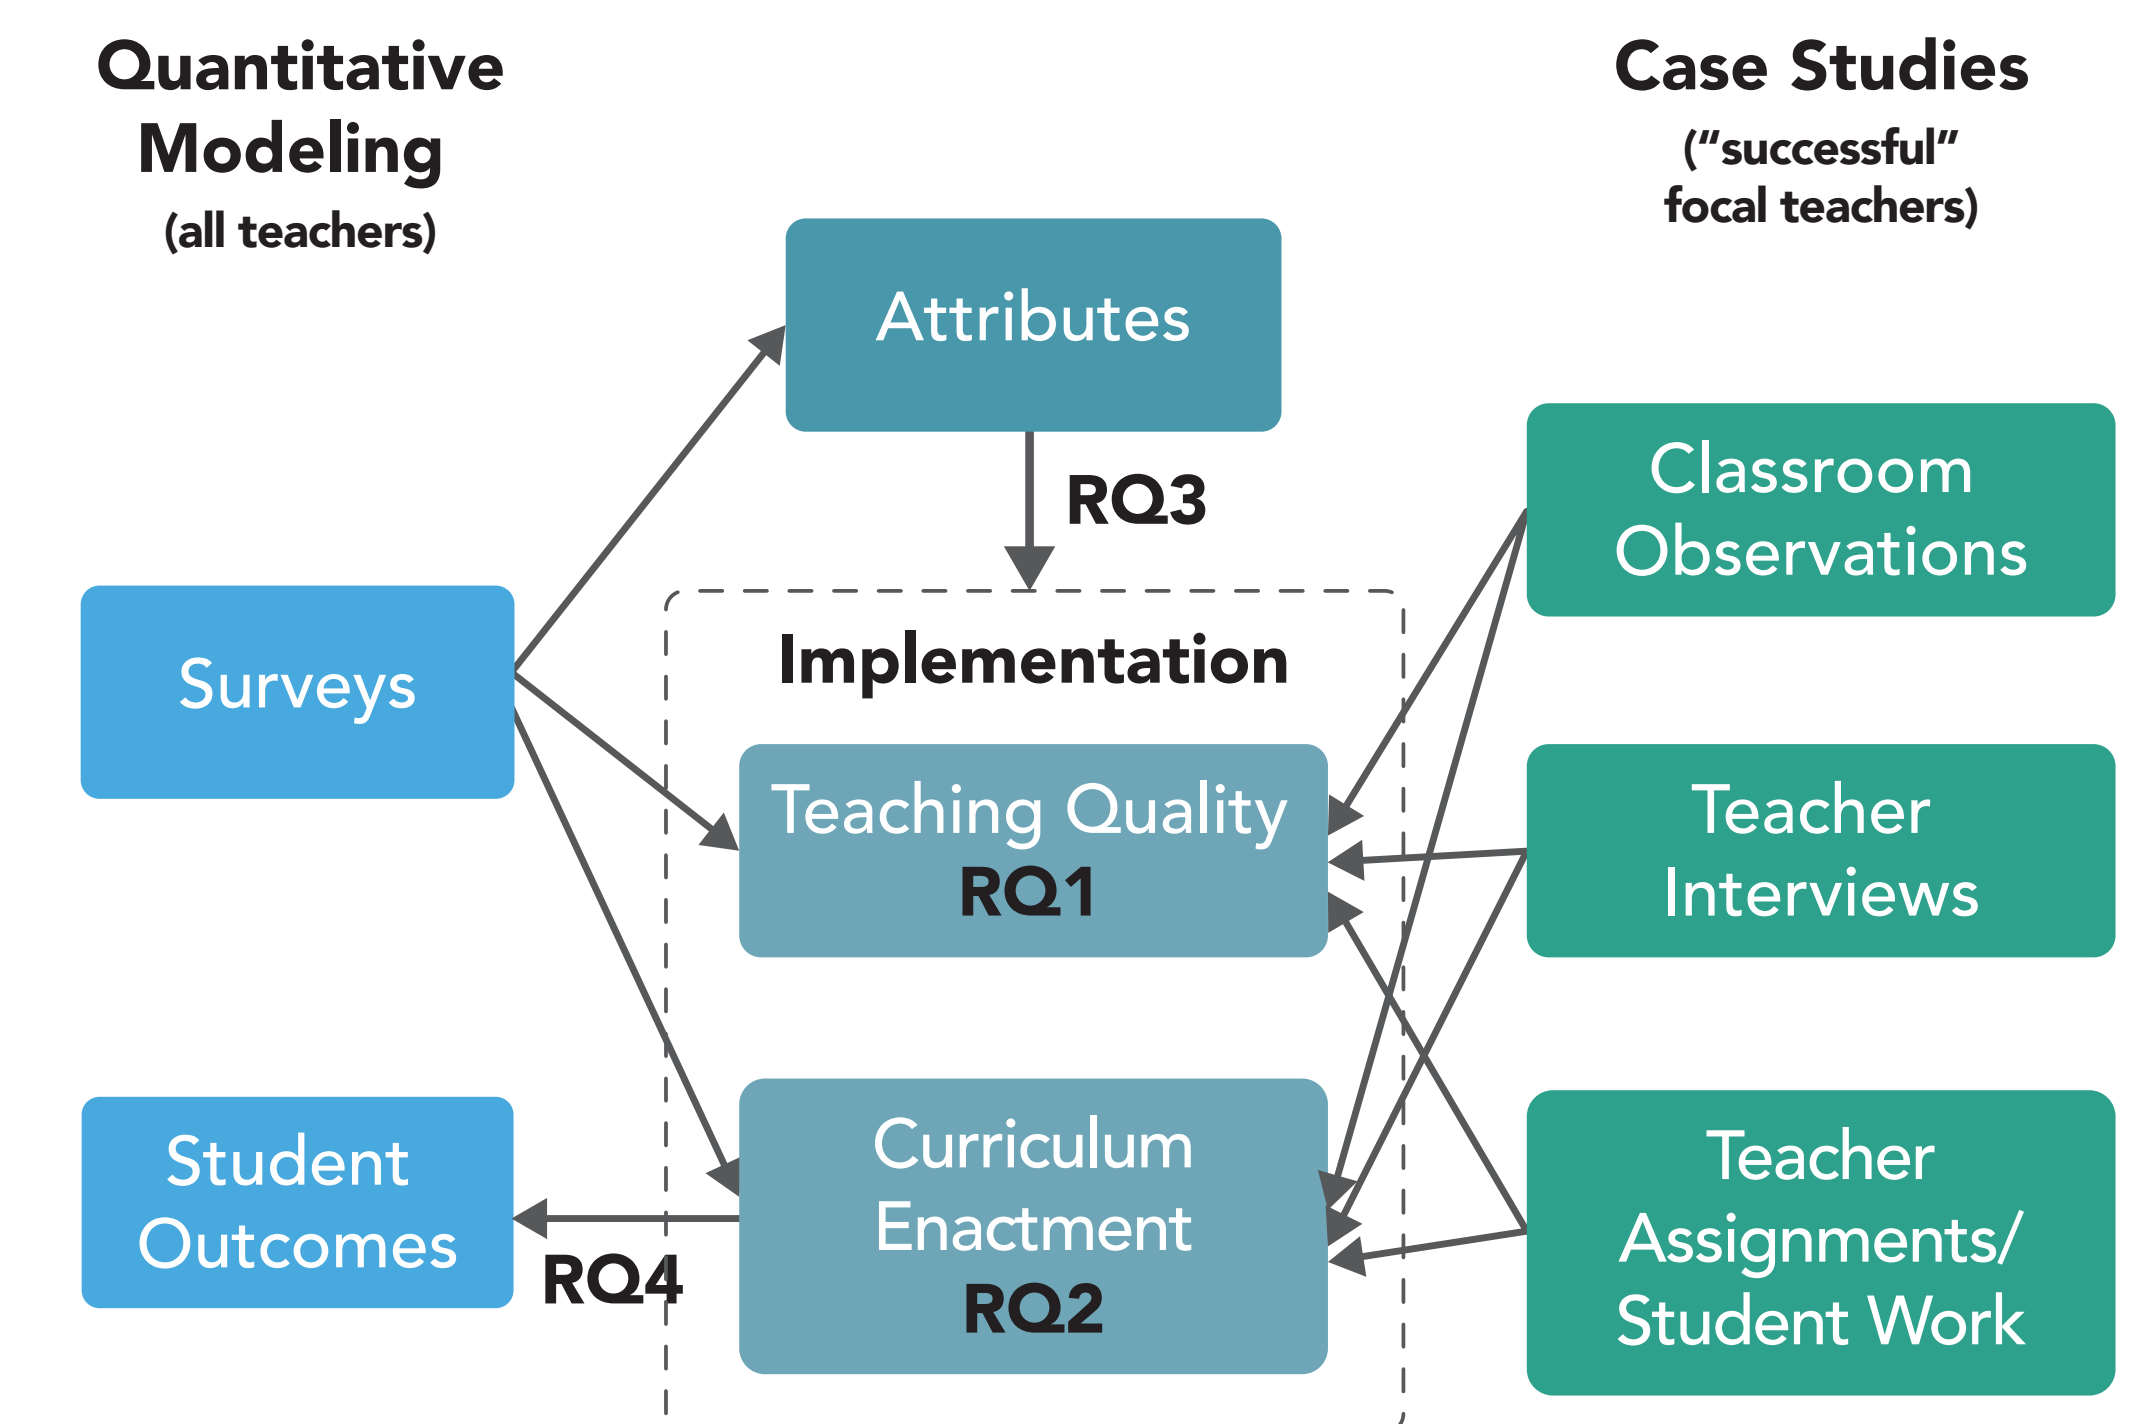 Quantitative
Modeling
(all teachers)
Case Studies
(“successful”
focal teachers)
Attributes
RQ3
Surveys
Implementation
Teaching Quality
RQ1
Student
Outcomes
RQ4
Curriculum
Enactment
RQ2
Classroom
Observations
Teacher
Interviews
Teacher
Assignments/
Student Work